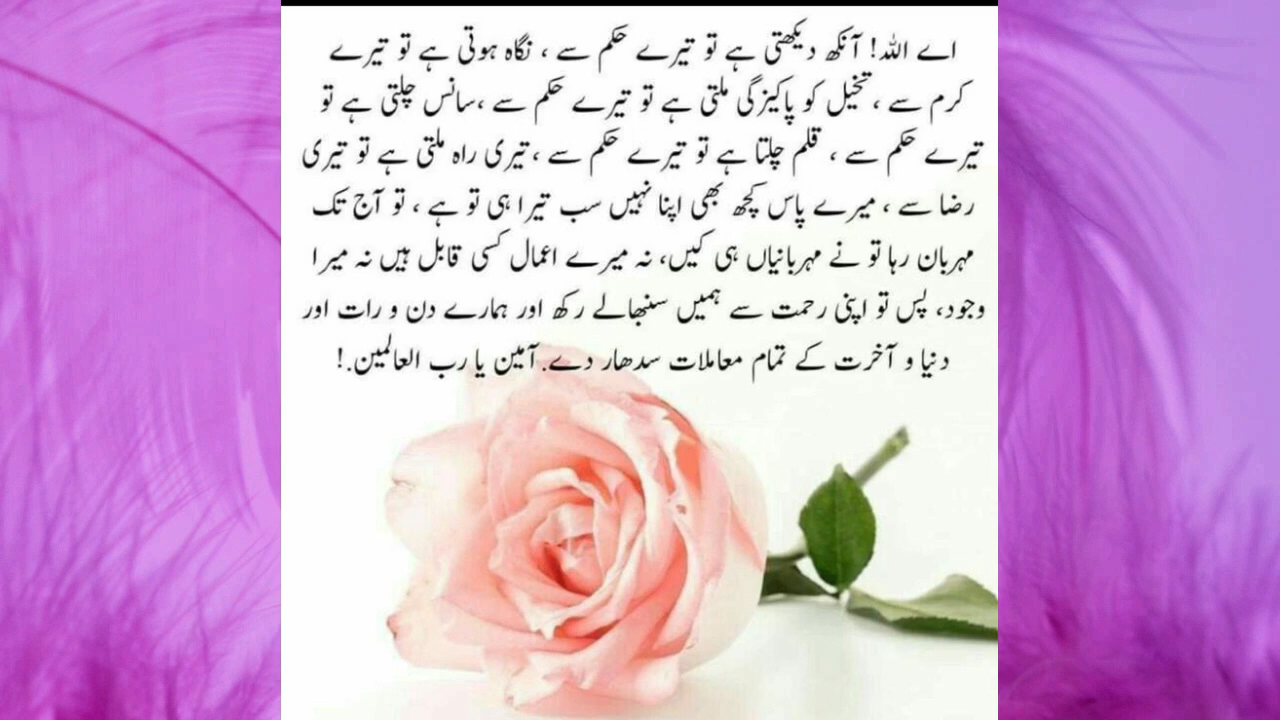 اے اللہ! آنکھ دیکھتی ہے تو تیرے حکم سے ، نگاہ ہوتی ہے تو تیرے
کرم سے ، تخیل کو پاکیزگی ملتی ہے تو تیرے حکم سے ،سانس چلتی ہے تو
تیرے حکم سے ، قلم چلتا ہے تو تیرے حکم سے ،تیری راہ ملتی ہے تو تیری
رضا سے ، میرے پاس کچھ بھی اپنا نہیں سب تیرا ہی تو ہے ، تو آج تک
مہربان رہا تو نے مہربانیاں ہی کیں، نہ میرے اعمال کسی قابل ہیں نہ میرا
وجود، پس تو اپنی رحمت سے ہمیں سنبھالے رکھ اور ہمارے دن و رات اور
دنیا و آخرت کے تمام معاملات سدھار دے۔ آمین یا رب العالمین۔!